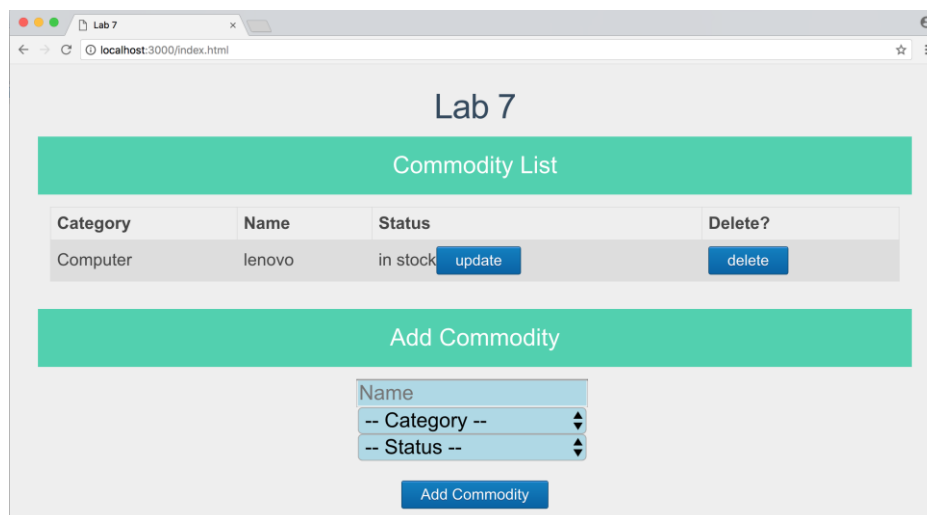 Lab 7
localhost:3000/index.html
Lab 7
Commodity List
Category Name Status Delete?
Computer lenovo in stock update delete
Add Commodity
Name
-- Category --
-- Status --
Add Commodity